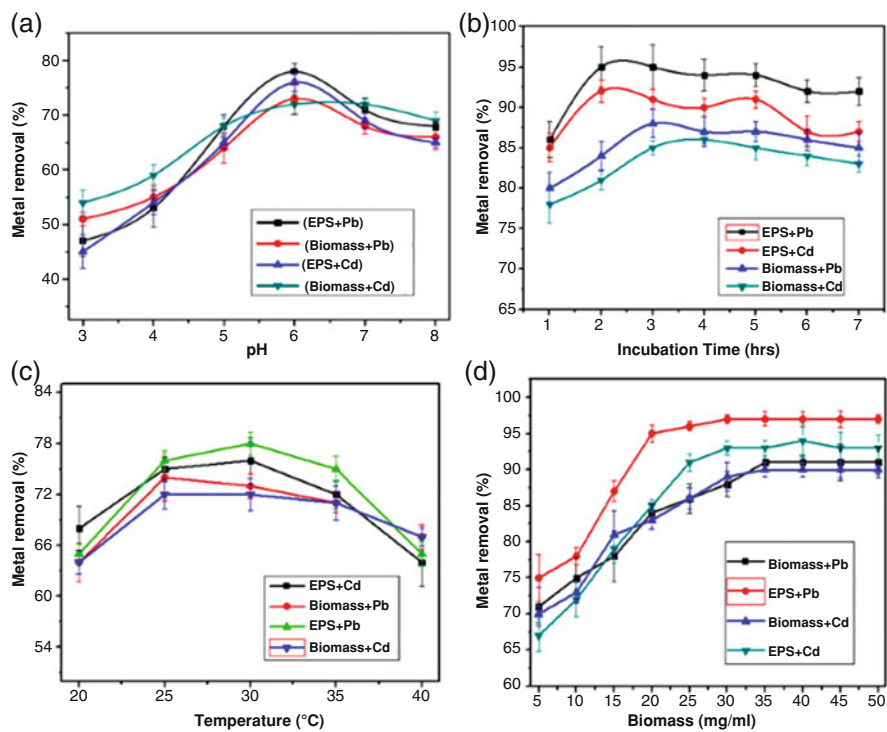 (a)
Metal removal (%)
80
70
60
50
40
(EPS+Pb)
(Biomass+Pb)
(EPS+Cd)
(Biomass+Cd)
3 4 5 6 7 8
pH
(b)
Metal removal (%)
100
95
90
85
80
75
70
65
EPS+Pb
EPS+Cd
Biomass+Pb
Biomass+Cd
1 2 3 4 5 6 7
Incubation Time (hrs)
(c)
Metal removal (%)
84
78
72
66
60
54
EPS+Cd
Biomass+Pb
EPS+Pb
Biomass+Cd
20 25 30 35 40
Temperature (°C)
(d)
Metal removal (%)
100
95
90
85
80
75
70
65
60
Biomass+Pb
EPS+Pb
Biomass+Cd
EPS+Cd
5 10 15 20 25 30 35 40 45 50
Biomass (mg/ml)